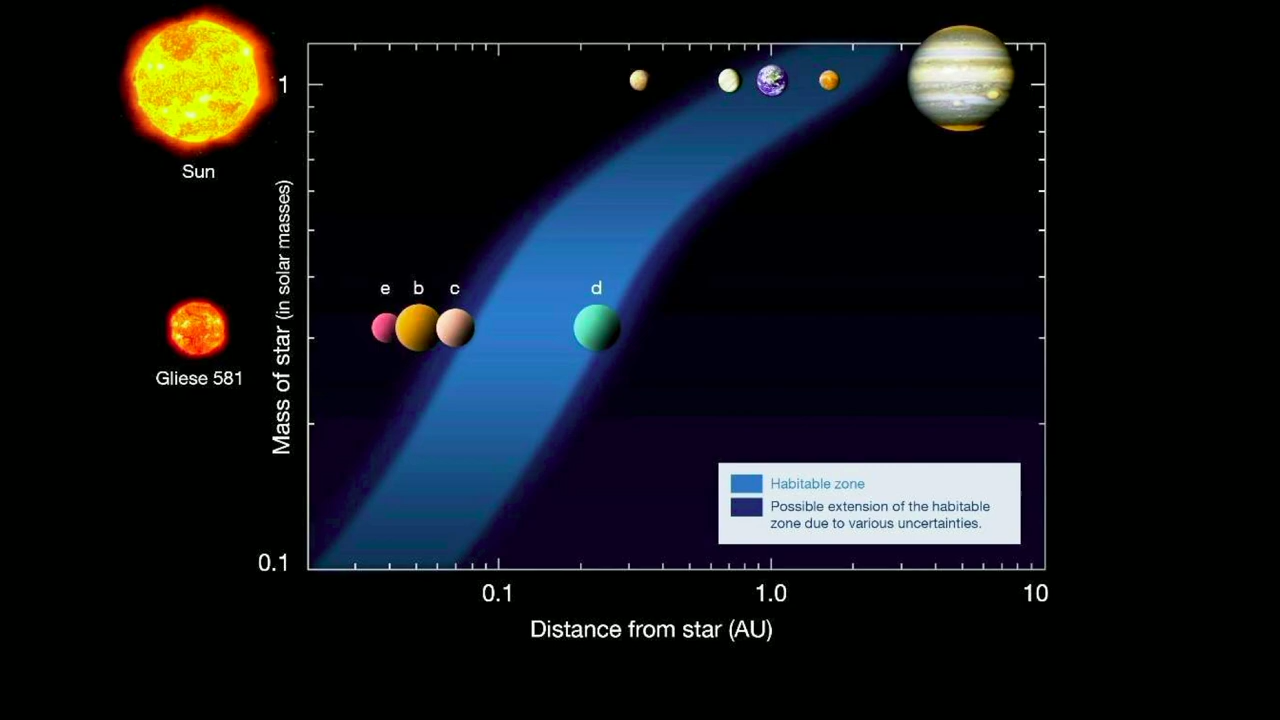 Sun
Gliese 581
Mass of star (in solar masses)
1
0.1
e b c d
Habitable zone
Possible extension of the habitable
zone due to various uncertainties.
0.1 1.0 10
Distance from star (AU)